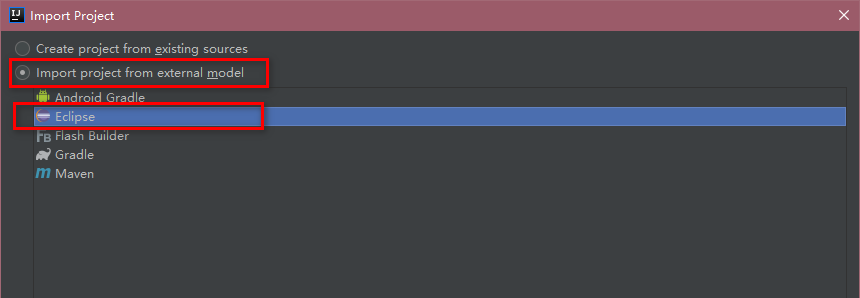 IJ Import Project
Create project from existing sources
Import project from external model
Android Gradle
Eclipse
FB Flash Builder
Gradle
m Maven